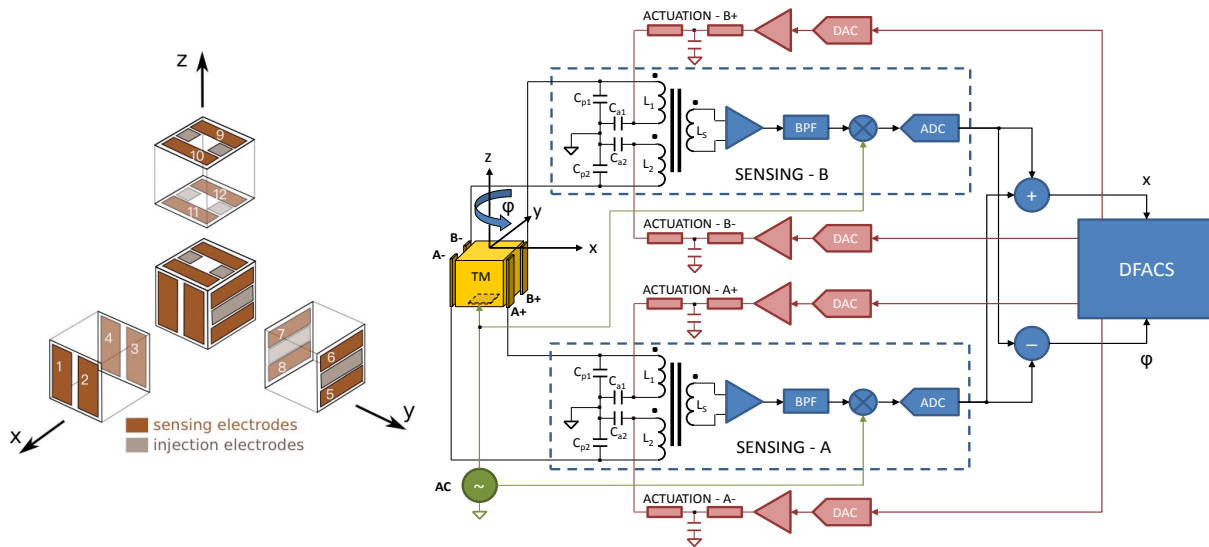 z
9
10
12
11
4
3
1
2
7
8
6
5
x
y
sensing electrodes
injection electrodes
ACTUATION - B+
DAC
Cp1
Ca1
L1
LS
BPF
ADC
Ca2
Cp2
L2
SENSING - B
z
φ
y
x
B-
A-
TM
B+
A+
ACTUATION - B-
DAC
+
x
DFACS
ACTUATION - A+
DAC
−
φ
Cp1
Ca1
L1
LS
BPF
ADC
Ca2
Cp2
L2
SENSING - A
AC
~
ACTUATION - A-
DAC